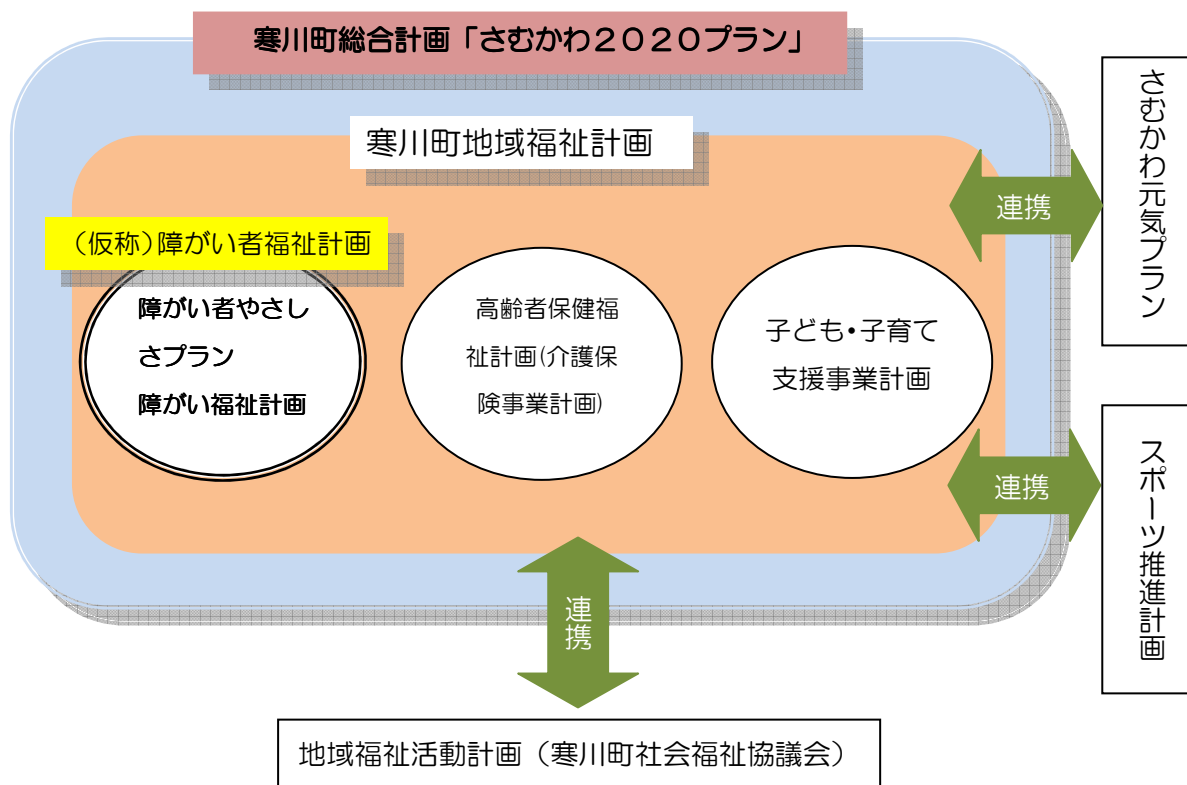 寒川町総合計画「さむかわ２０２０プラン」
寒川町地域福祉計画
（仮称）障がい者福祉計画
障がい者やさし
さプラン
障がい福祉計画
高齢者保健福
祉計画(介護保
険事業計画)
子ども・子育て
支援事業計画
連携
さむかわ元気プラン
連携
スポーツ推進計画
連携
地域福祉活動計画（寒川町社会福祉協議会）